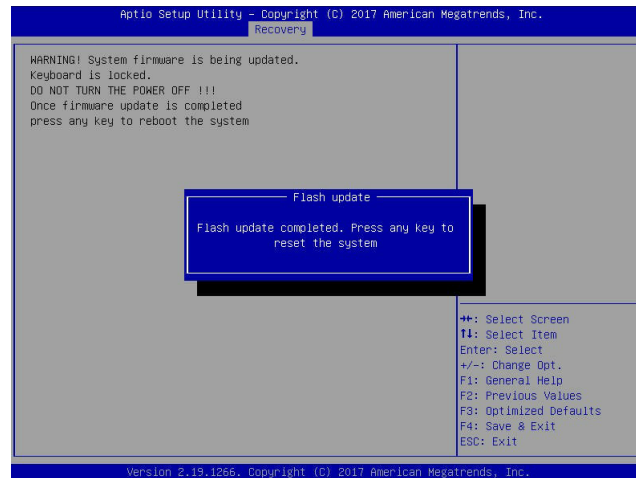 Aptio Setup Utility – Copyright (C) 2017 American Megatrends, Inc.
Recovery
WARNING! System firmware is being updated.
Keyboard is locked.
DO NOT TURN THE POWER OFF !!!
Once firmware update is completed
press any key to reboot the system
Flash update
Flash update completed. Press any key to
reset the system
→←: Select Screen
↑↓: Select Item
Enter: Select
+/-: Change Opt.
F1: General Help
F2: Previous Values
F3: Optimized Defaults
F4: Save & Exit
ESC: Exit
Version 2.19.1266. Copyright (C) 2017 American Megatrends, Inc.